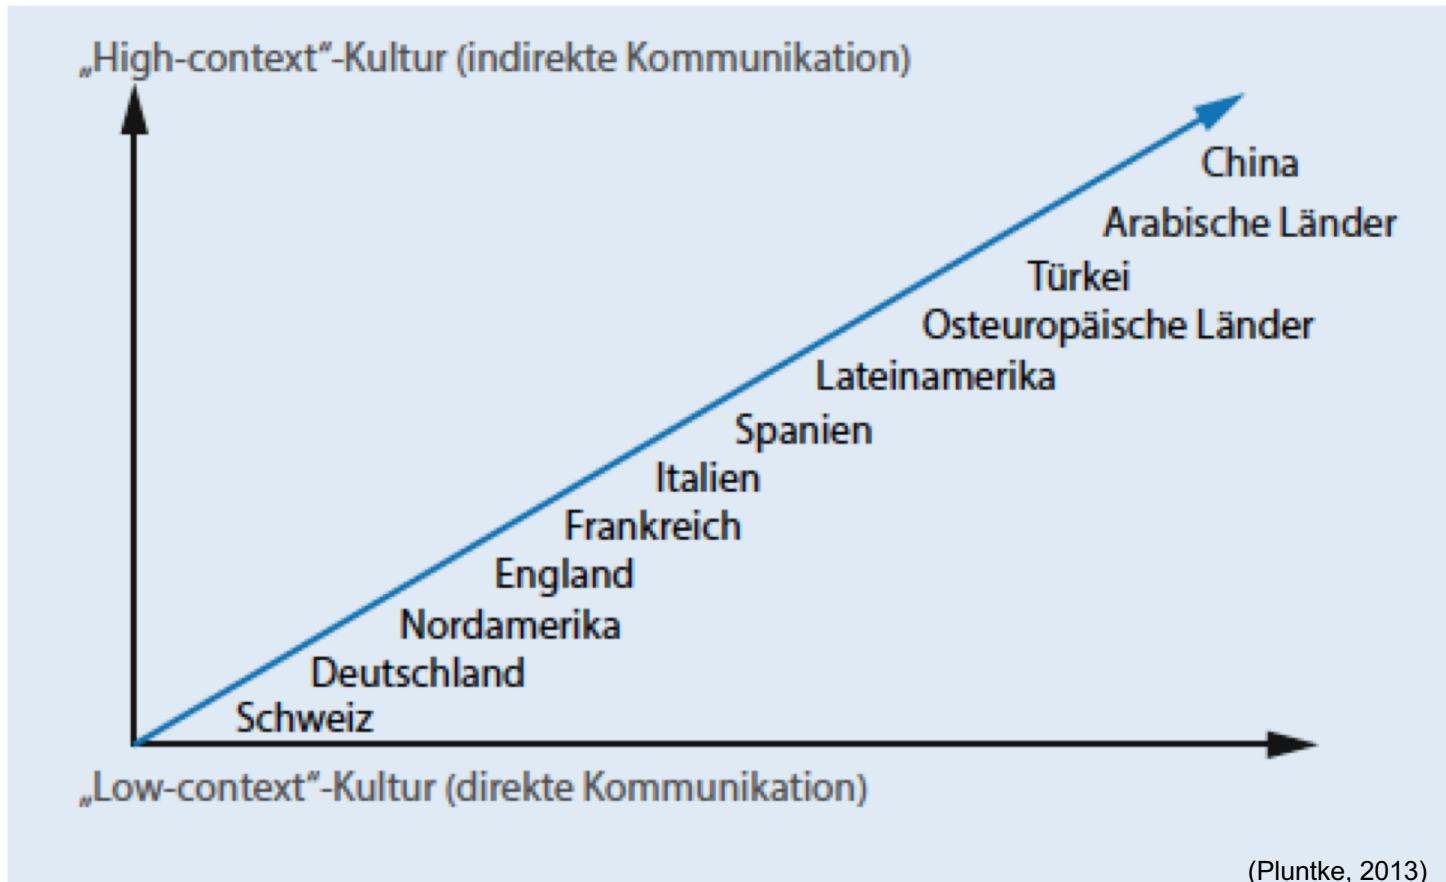 „High-context“-Kultur (indirekte Kommunikation)
China
Arabische Länder
Türkei
Osteuropäische Länder
Lateinamerika
Spanien
Italien
Frankreich
England
Nordamerika
Deutschland
Schweiz
„Low-context“-Kultur (direkte Kommunikation)
(Pluntke, 2013)